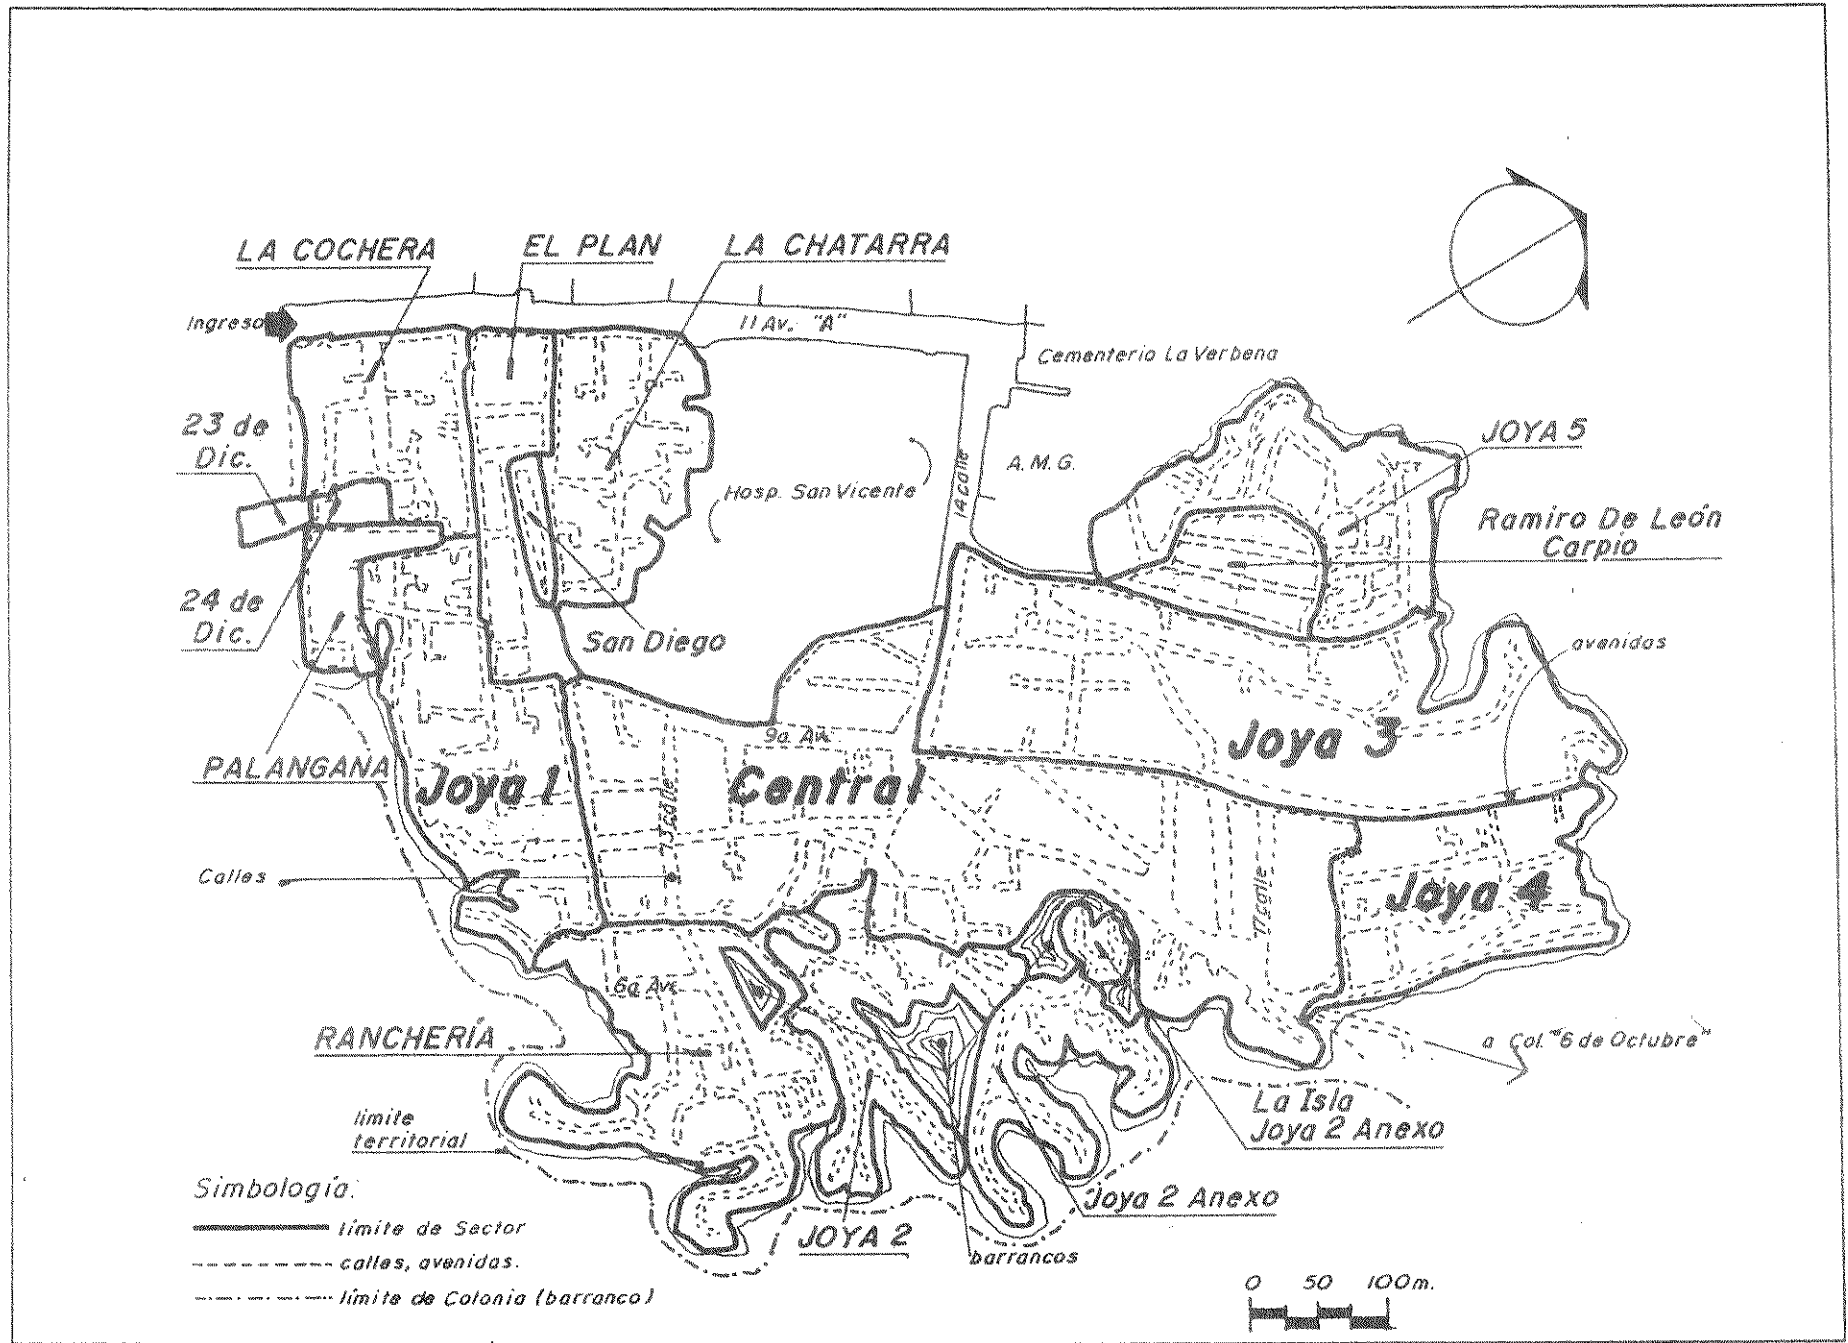 LA COCHERA
EL PLAN
LA CHATARRA
Ingreso
11 Av. "A"
Cementerio La Verbena
23 de
Dic.
JOYA 5
14 calle
A.M.G.
Hosp. San Vicente
Ramiro De León
Carpio
24 de
Dic.
San Diego
avenidas
9a. Av.
Joya 3
PALANGANA
Joya 1
Central
13 calle
Calles
17 calle
Joya 4
6a. Av.
RANCHERÍA
a Col. "6 de Octubre"
La Isla
Joya 2 Anexo
límite
territorial
Simbología:
Joya 2 Anexo
límite de Sector
JOYA 2
barrancos
calles, avenidas.
límite de Colonia (barranco)
0 50 100m.